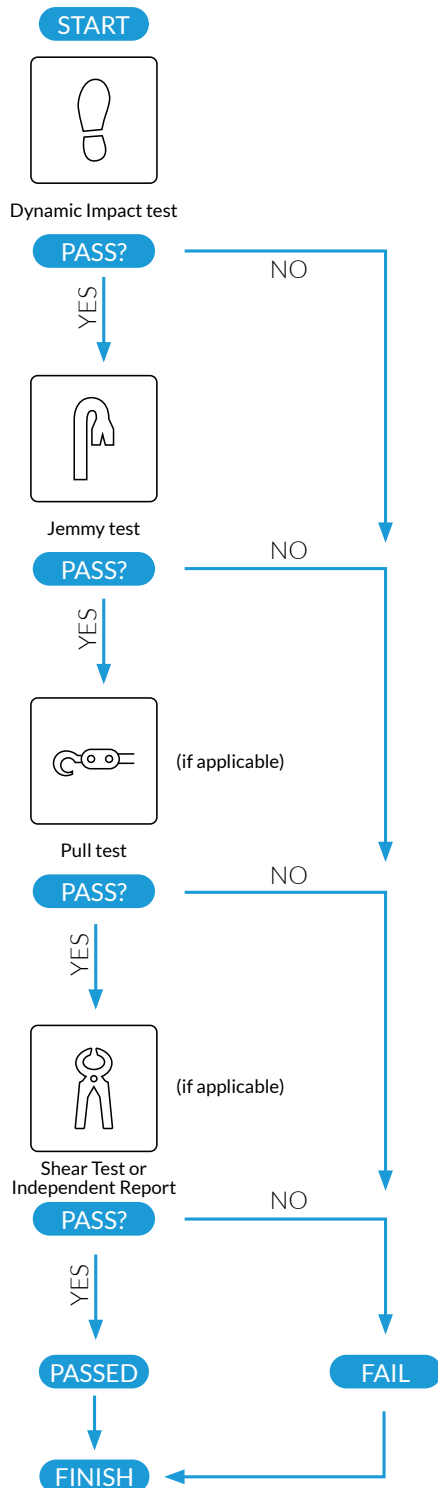 START
Dynamic Impact test
PASS?
NO
YES
Jemmy test
NO
PASS?
YES
(if applicable)
Pull test
NO
PASS?
YES
(if applicable)
Shear Test or
Independent Report
NO
PASS?
YES
PASSED
FAIL
FINISH